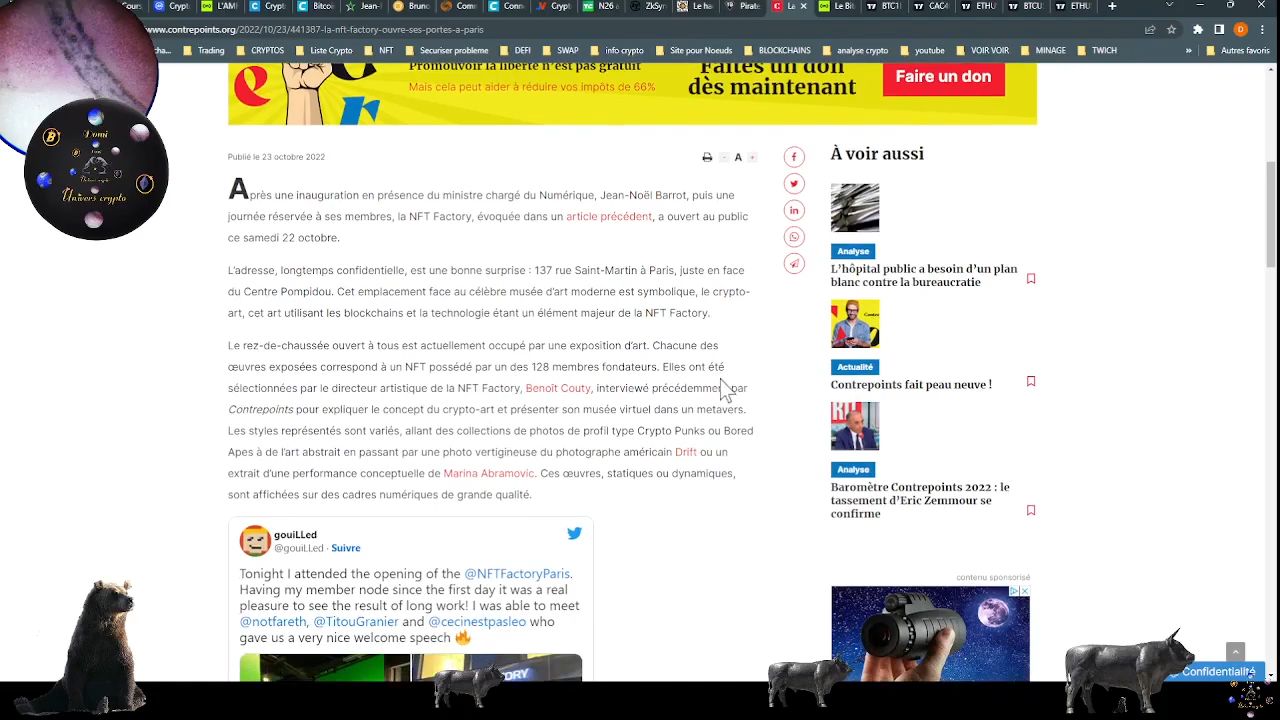 www.contrepoints.org/2022/10/23/441387-la-nft-factory-ouvre-ses-portes-a-paris
Trading
CRYPTOS
NFT
Securiser probleme
DEFI
SWAP
Site pour Noeuds
BLOCKCHAINS
Important
youtube
VOIR VOIR
MINAGE
TWICH
»
Autres favoris
Promouvoir la liberté n'est pas gratuit
Mais cela peut aider à réduire vos impôts de 66%
Faites un don
dès maintenant
Faire un don
Publié le 23 octobre 2022
- A +
Après une inauguration en présence du ministre chargé du Numérique, Jean-Noël Barrot, puis une
journée réservée à ses membres, la NFT Factory, évoquée dans un article précédent, a ouvert au public
ce samedi 22 octobre.
L'adresse, longtemps confidentielle, est une bonne surprise : 137 rue Saint-Martin à Paris, juste en face
du Centre Pompidou. Cet emplacement face au célèbre musée d'art moderne est symbolique, le crypto-
art, cet art utilisant les blockchains et la technologie étant un élément majeur de la NFT Factory.
Le rez-de-chaussée ouvert à tous est actuellement occupé par une exposition d'art. Chacune des
œuvres exposées correspond à un NFT possédé par un des 128 membres fondateurs. Elles ont été
sélectionnées par le directeur artistique de la NFT Factory, Benoît Couty, interviewé précédemment par
Contrepoints pour expliquer le concept du crypto-art et présenter son musée virtuel dans un metavers.
Les styles représentés sont variés, allant des collections de photos de profil type Crypto Punks ou Bored
Apes à de l'art abstrait en passant par une photo vertigineuse du photographe américain Drift ou un
extrait d'une performance conceptuelle de Marina Abramovic. Ces œuvres, statiques ou dynamiques,
sont affichées sur des cadres numériques de grande qualité.
gouiLLed
@gouiLLed · Suivre
Tonight I attended the opening of the @NFTFactoryParis.
Having my member node since the first day it was a real
pleasure to see the result of long work! I was able to meet
@notfareth, @TitouGranier and @cecinestpasleo who
gave us a very nice welcome speech 🔥
À voir aussi
Analyse
L'hôpital public a besoin d'un plan
blanc contre la bureaucratie
Actualité
Contrepoints fait peau neuve !
Analyse
Baromètre Contrepoints 2022 : le
tassement d'Eric Zemmour se
confirme
contenu sponsorisé
Confidentialité
Domi
Univers crypto